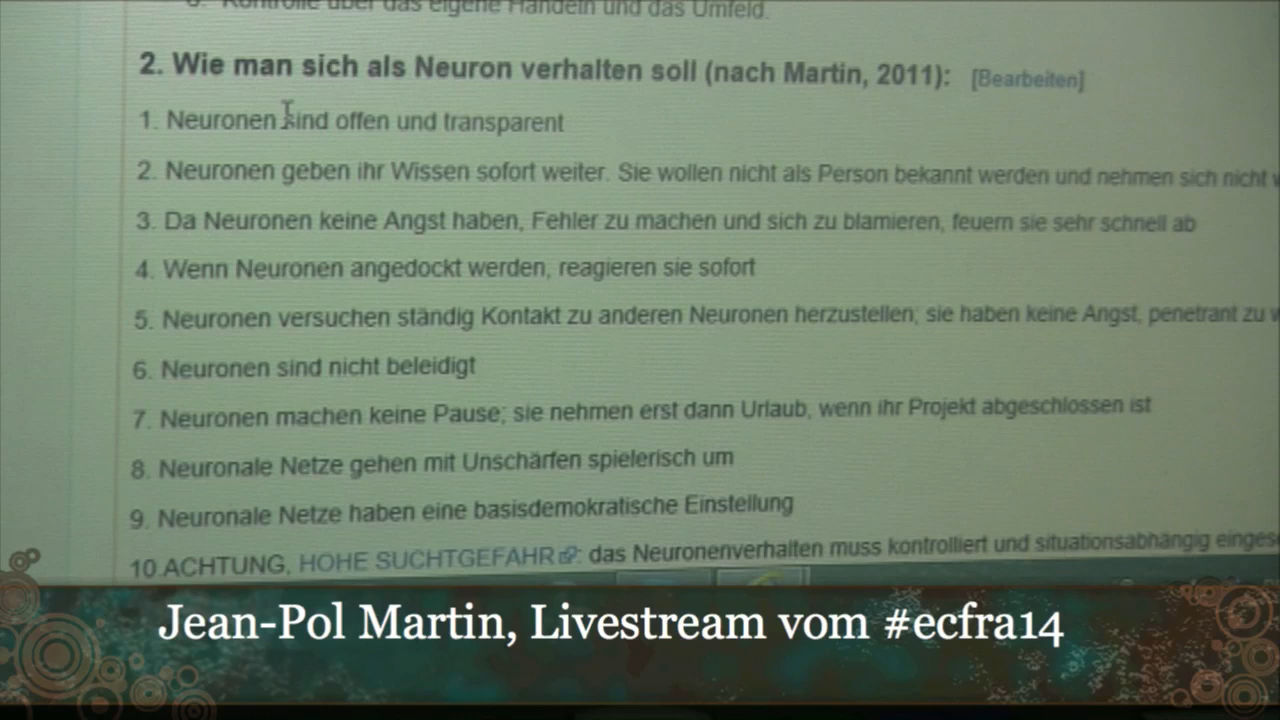 Kontrolle über das eigene Handeln und das Umfeld.
2. Wie man sich als Neuron verhalten soll (nach Martin, 2011): [Bearbeiten]
1. Neuronen sind offen und transparent
2. Neuronen geben ihr Wissen sofort weiter. Sie wollen nicht als Person bekannt werden und nehmen sich nicht
3. Da Neuronen keine Angst haben, Fehler zu machen und sich zu blamieren, feuern sie sehr schnell ab
4. Wenn Neuronen angedockt werden, reagieren sie sofort
5. Neuronen versuchen ständig Kontakt zu anderen Neuronen herzustellen; sie haben keine Angst, penetrant zu
6. Neuronen sind nicht beleidigt
7. Neuronen machen keine Pause; sie nehmen erst dann Urlaub, wenn ihr Projekt abgeschlossen ist
8. Neuronale Netze gehen mit Unschärfen spielerisch um
9. Neuronale Netze haben eine basisdemokratische Einstellung
10.ACHTUNG, HOHE SUCHTGEFAHR: das Neuronenverhalten muss kontrolliert und situationsabhängig
Jean-Pol Martin, Livestream vom #ecfra14